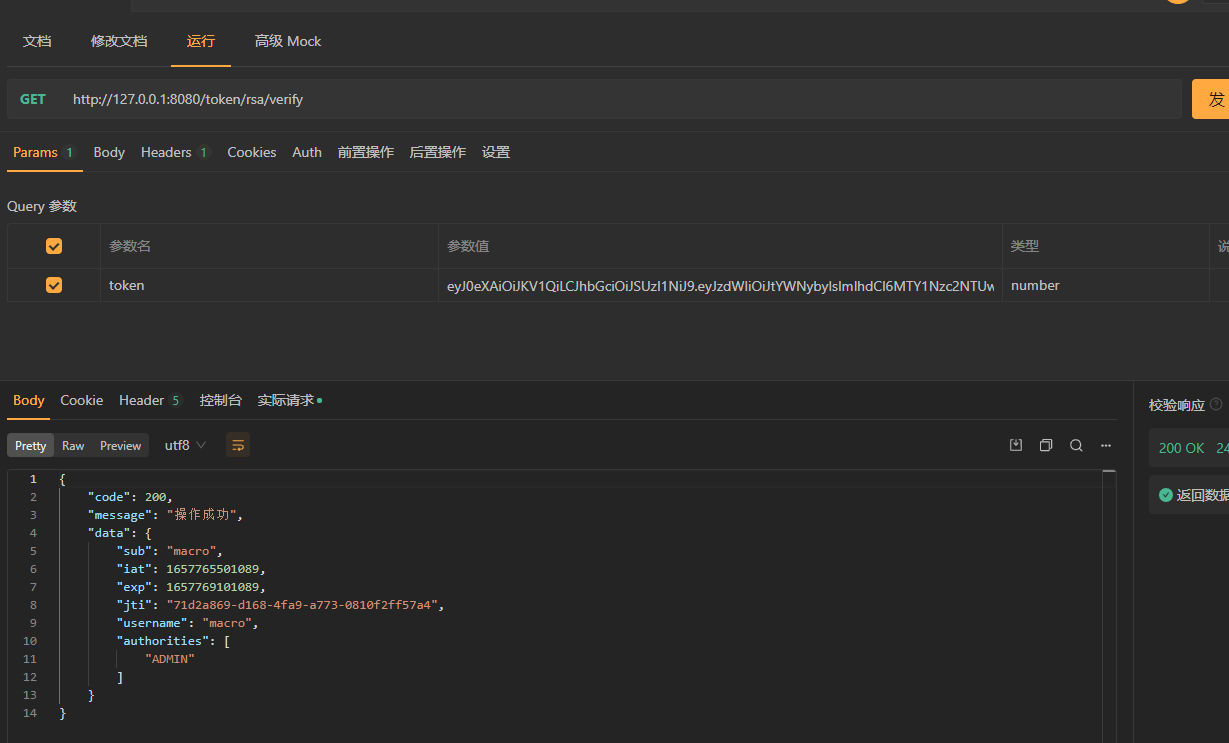 文档 修改文档 运行 高级 Mock
GET http://127.0.0.1:8080/token/rsa/verify 发
Params 1 Body Headers 1 Cookies Auth 前置操作 后置操作 设置
Query 参数
参数名 参数值 类型 说
token eyJ0eXAiOiJKV1QiLCJhbGciOiJSUzI1NiJ9.eyJzdWIiOiJtYWNybyIsImlhdCI6MTY1Nzc2NTUw number
Body Cookie Header 5 控制台 实际请求
校验响应
Pretty Raw Preview utf8
200 OK 24
返回数据
1 {
2 "code": 200,
3 "message": "操作成功",
4 "data": {
5 "sub": "macro",
6 "iat": 1657765501089,
7 "exp": 1657769101089,
8 "jti": "71d2a869-d168-4fa9-a773-0810f2ff57a4",
9 "username": "macro",
10 "authorities": [
11 "ADMIN"
12 ]
13 }
14 }